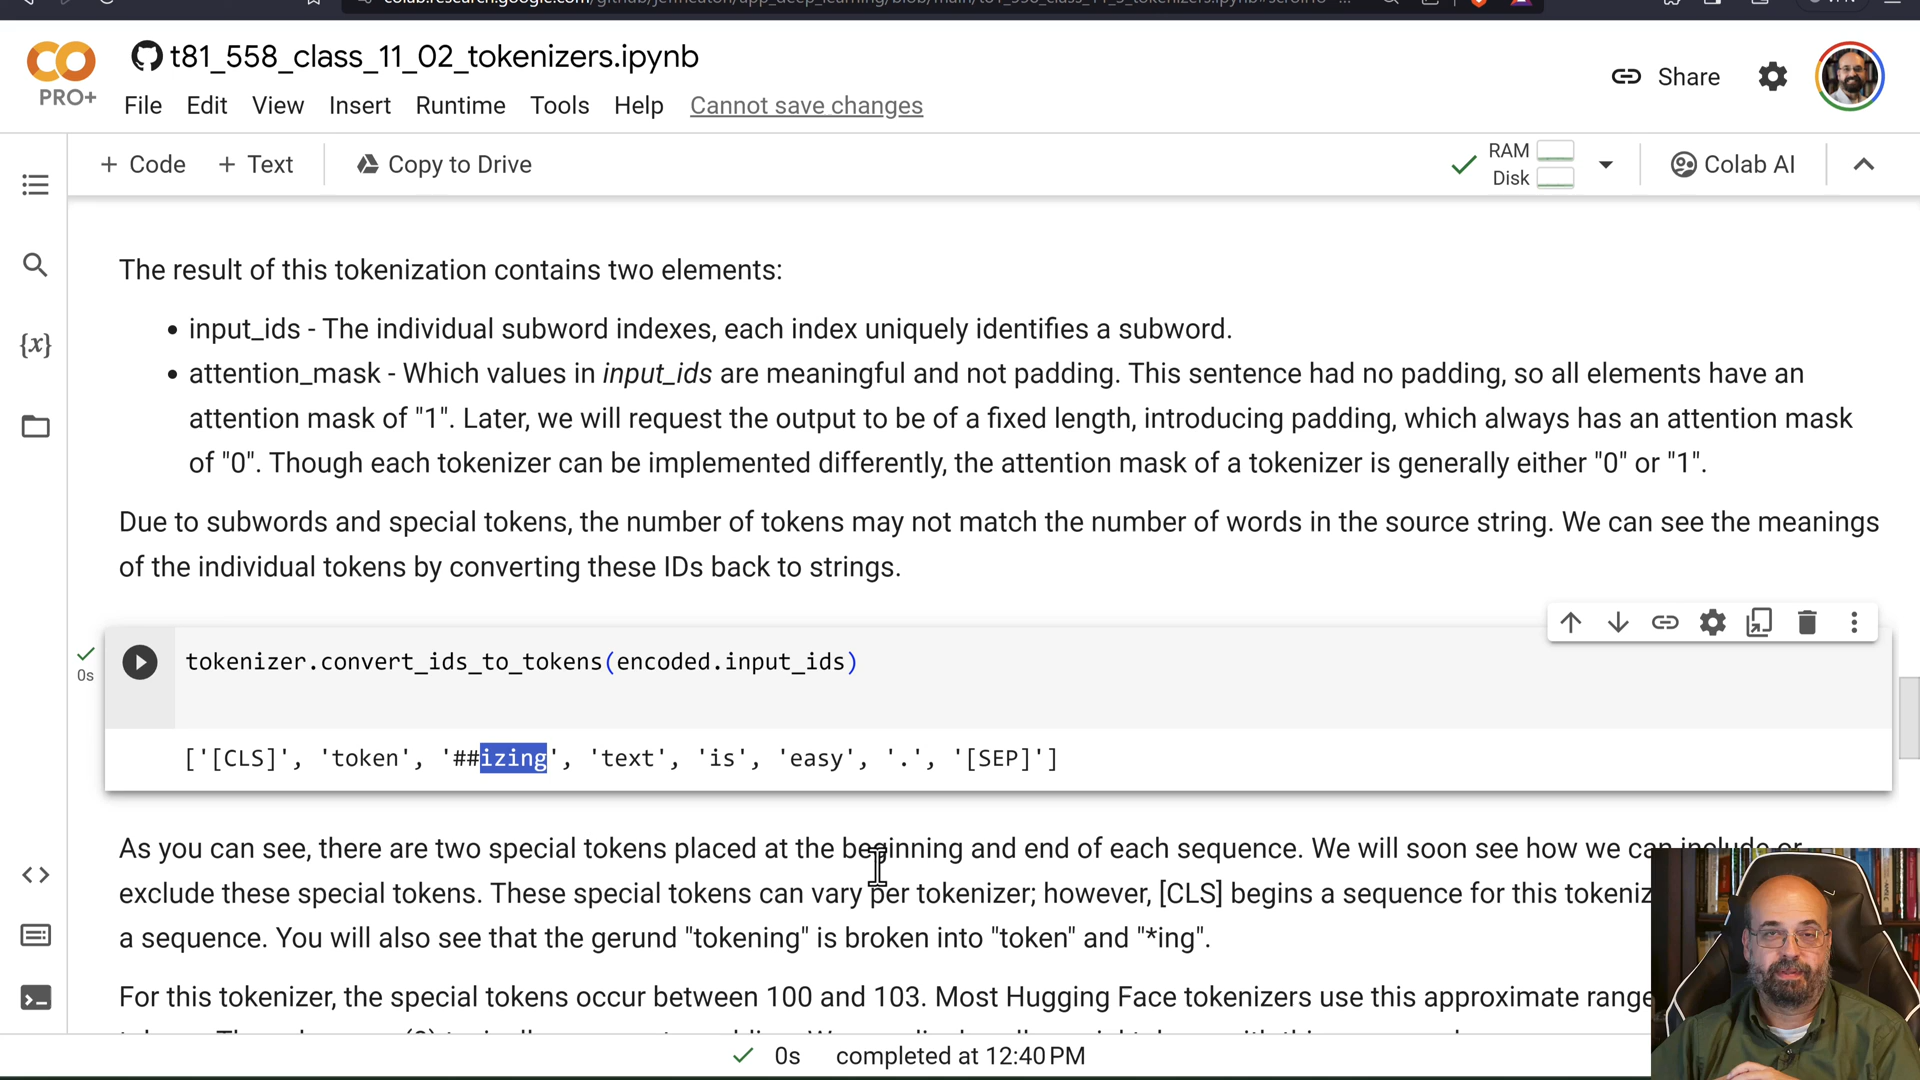 t81_558_class_11_02_tokenizers.ipynb
PRO+
File Edit View Insert Runtime Tools Help Cannot save changes
Share
+ Code + Text Copy to Drive
RAM
Disk
Colab AI
The result of this tokenization contains two elements:
• input_ids - The individual subword indexes, each index uniquely identifies a subword.
• attention_mask - Which values in input_ids are meaningful and not padding. This sentence had no padding, so all elements have an
attention mask of "1". Later, we will request the output to be of a fixed length, introducing padding, which always has an attention mask
of "0". Though each tokenizer can be implemented differently, the attention mask of a tokenizer is generally either "0" or "1".
Due to subwords and special tokens, the number of tokens may not match the number of words in the source string. We can see the meanings
of the individual tokens by converting these IDs back to strings.
0s
tokenizer.convert_ids_to_tokens(encoded.input_ids)
['[CLS]', 'token', '##izing', 'text', 'is', 'easy', '.', '[SEP]']
As you can see, there are two special tokens placed at the beginning and end of each sequence. We will soon see how we can include or
exclude these special tokens. These special tokens can vary per tokenizer; however, [CLS] begins a sequence for this tokeniz
a sequence. You will also see that the gerund "tokening" is broken into "token" and "*ing".
For this tokenizer, the special tokens occur between 100 and 103. Most Hugging Face tokenizers use this approximate range
0s completed at 12:40 PM